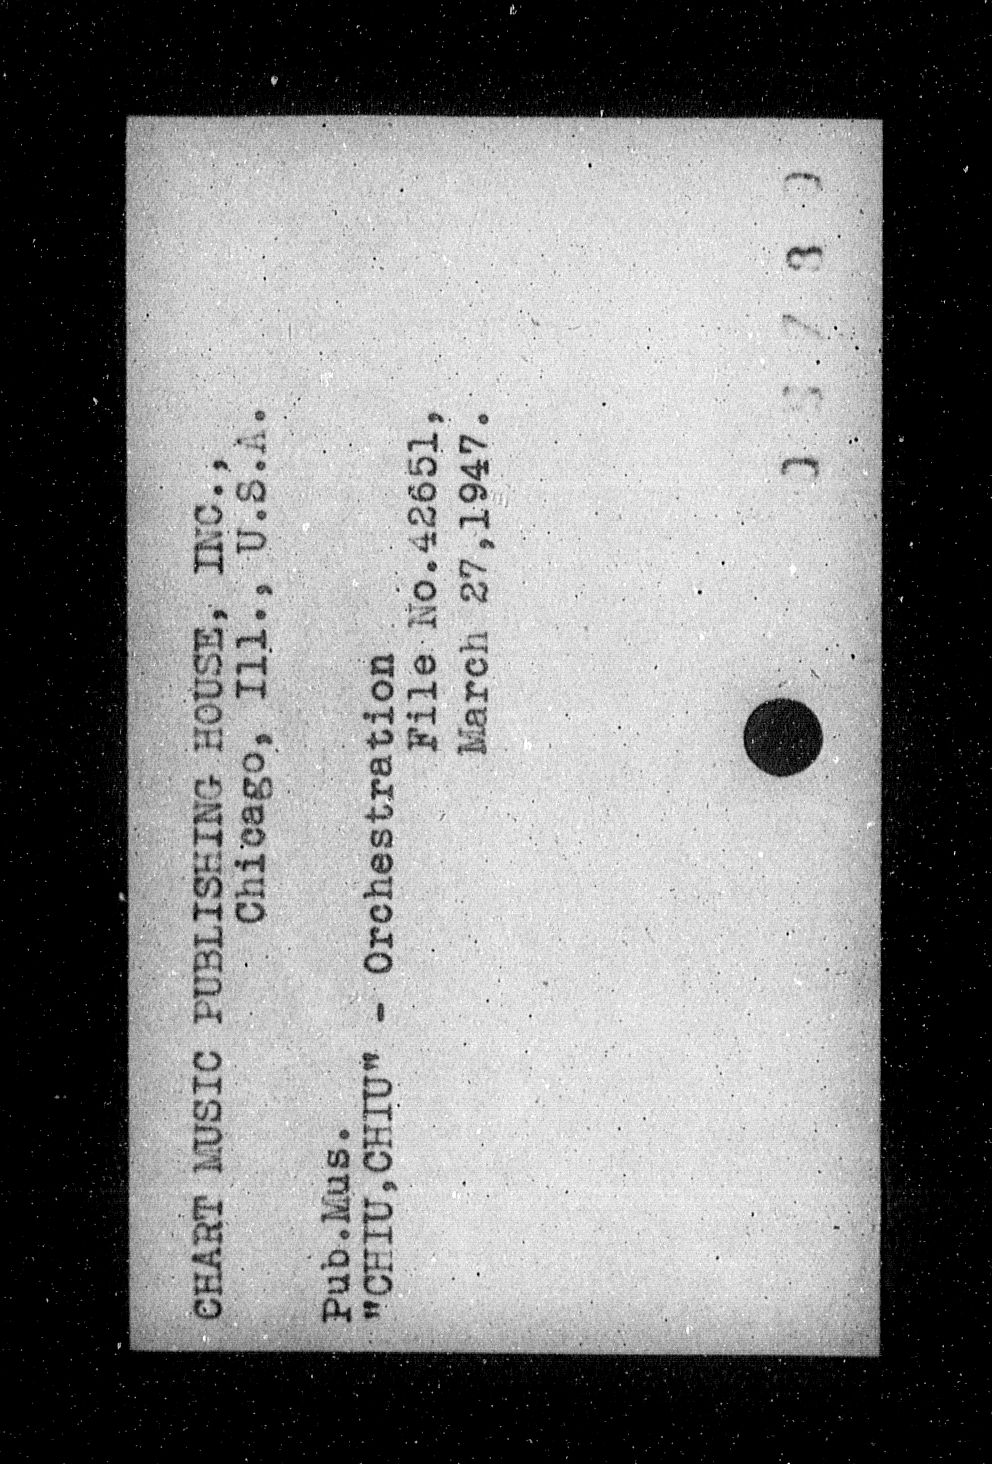 CHART MUSIC PUBLISHING HOUSE, INC.,
Chicago, Ill., U.S.A.
Pub.Mus.
"CHIU,CHIU" - Orchestration
File No.42651,
March 27,1947.